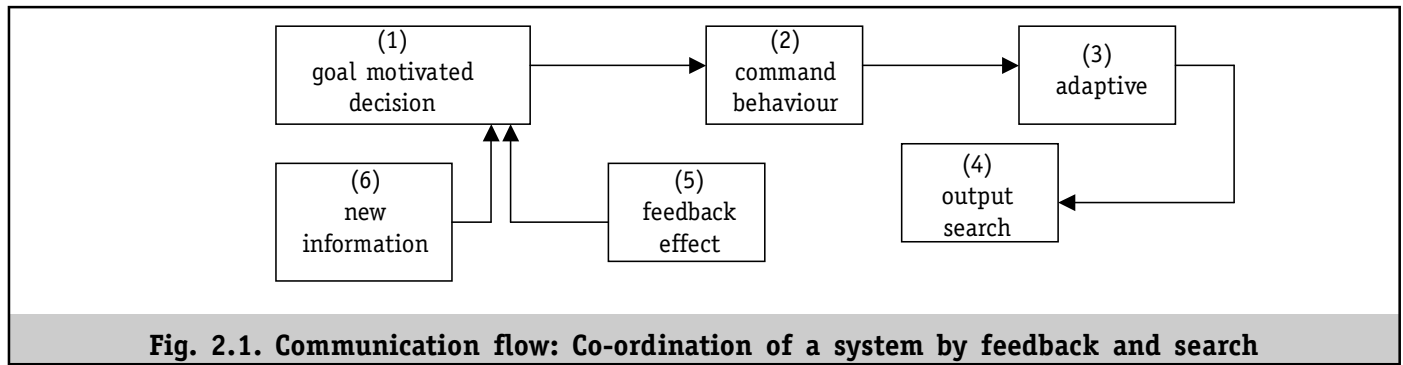 (1)
goal motivated
decision
(2)
command
behaviour
(3)
adaptive
(4)
output
search
(5)
feedback
effect
(6)
new
information
Fig. 2.1. Communication flow: Co-ordination of a system by feedback and search